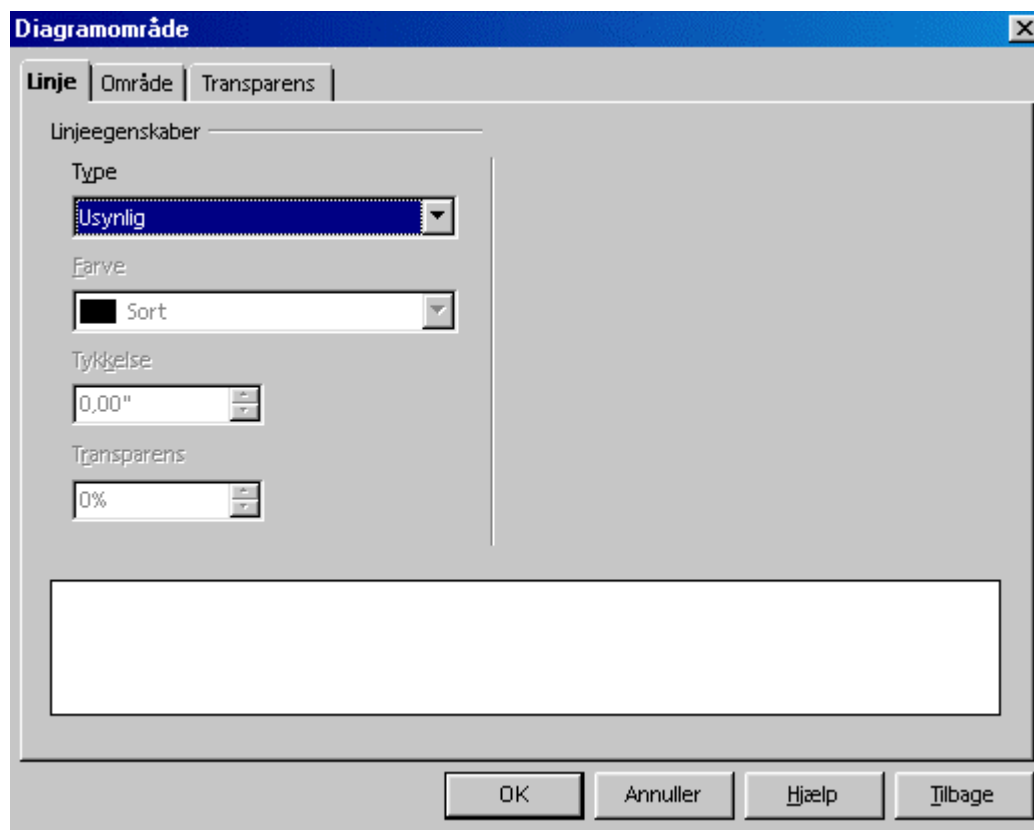 Diagramområde
Linje Område Transparens
Linjeegenskaber
Type
Usynlig
Farve
Sort
Tykkelse
0,00"
Transparens
0%
OK Annuller Hjælp Tilbage